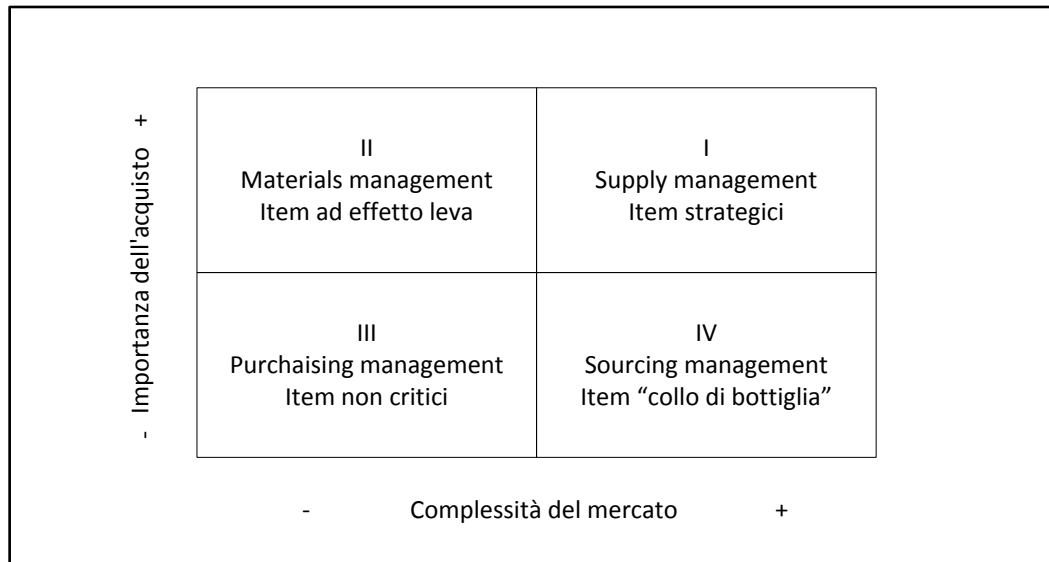 II
Materials management
Item ad effetto leva
I
Supply management
Item strategici
III
Purchaising management
Item non critici
IV
Sourcing management
Item “collo di bottiglia”
- Importanza dell'acquisto +
- Complessità del mercato +